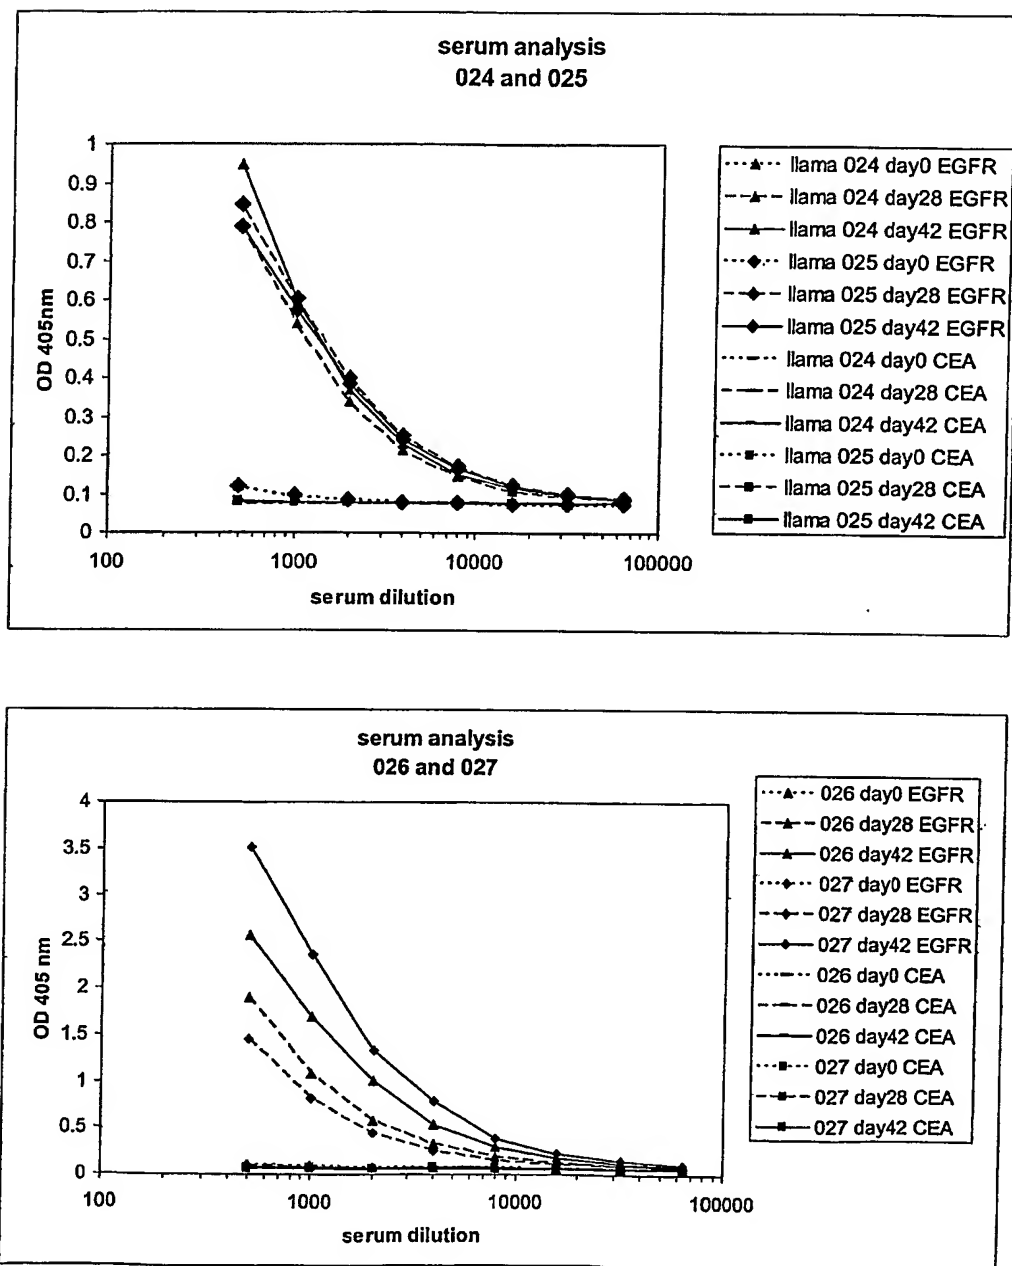 serum analysis
024 and 025
1
0.9
0.8
0.7
0.6
0.5
0.4
0.3
0.2
0.1
0
OD 405nm
100
1000
10000
100000
serum dilution
llama 024 day0 EGFR
llama 024 day28 EGFR
llama 024 day42 EGFR
llama 025 day0 EGFR
llama 025 day28 EGFR
llama 025 day42 EGFR
llama 024 day0 CEA
llama 024 day28 CEA
llama 024 day42 CEA
llama 025 day0 CEA
llama 025 day28 CEA
llama 025 day42 CEA
serum analysis
026 and 027
4
3.5
3
2.5
2
1.5
1
0.5
0
OD 405 nm
100
1000
10000
100000
serum dilution
026 day0 EGFR
026 day28 EGFR
026 day42 EGFR
027 day0 EGFR
027 day28 EGFR
027 day42 EGFR
026 day0 CEA
026 day28 CEA
026 day42 CEA
027 day0 CEA
027 day28 CEA
027 day42 CEA